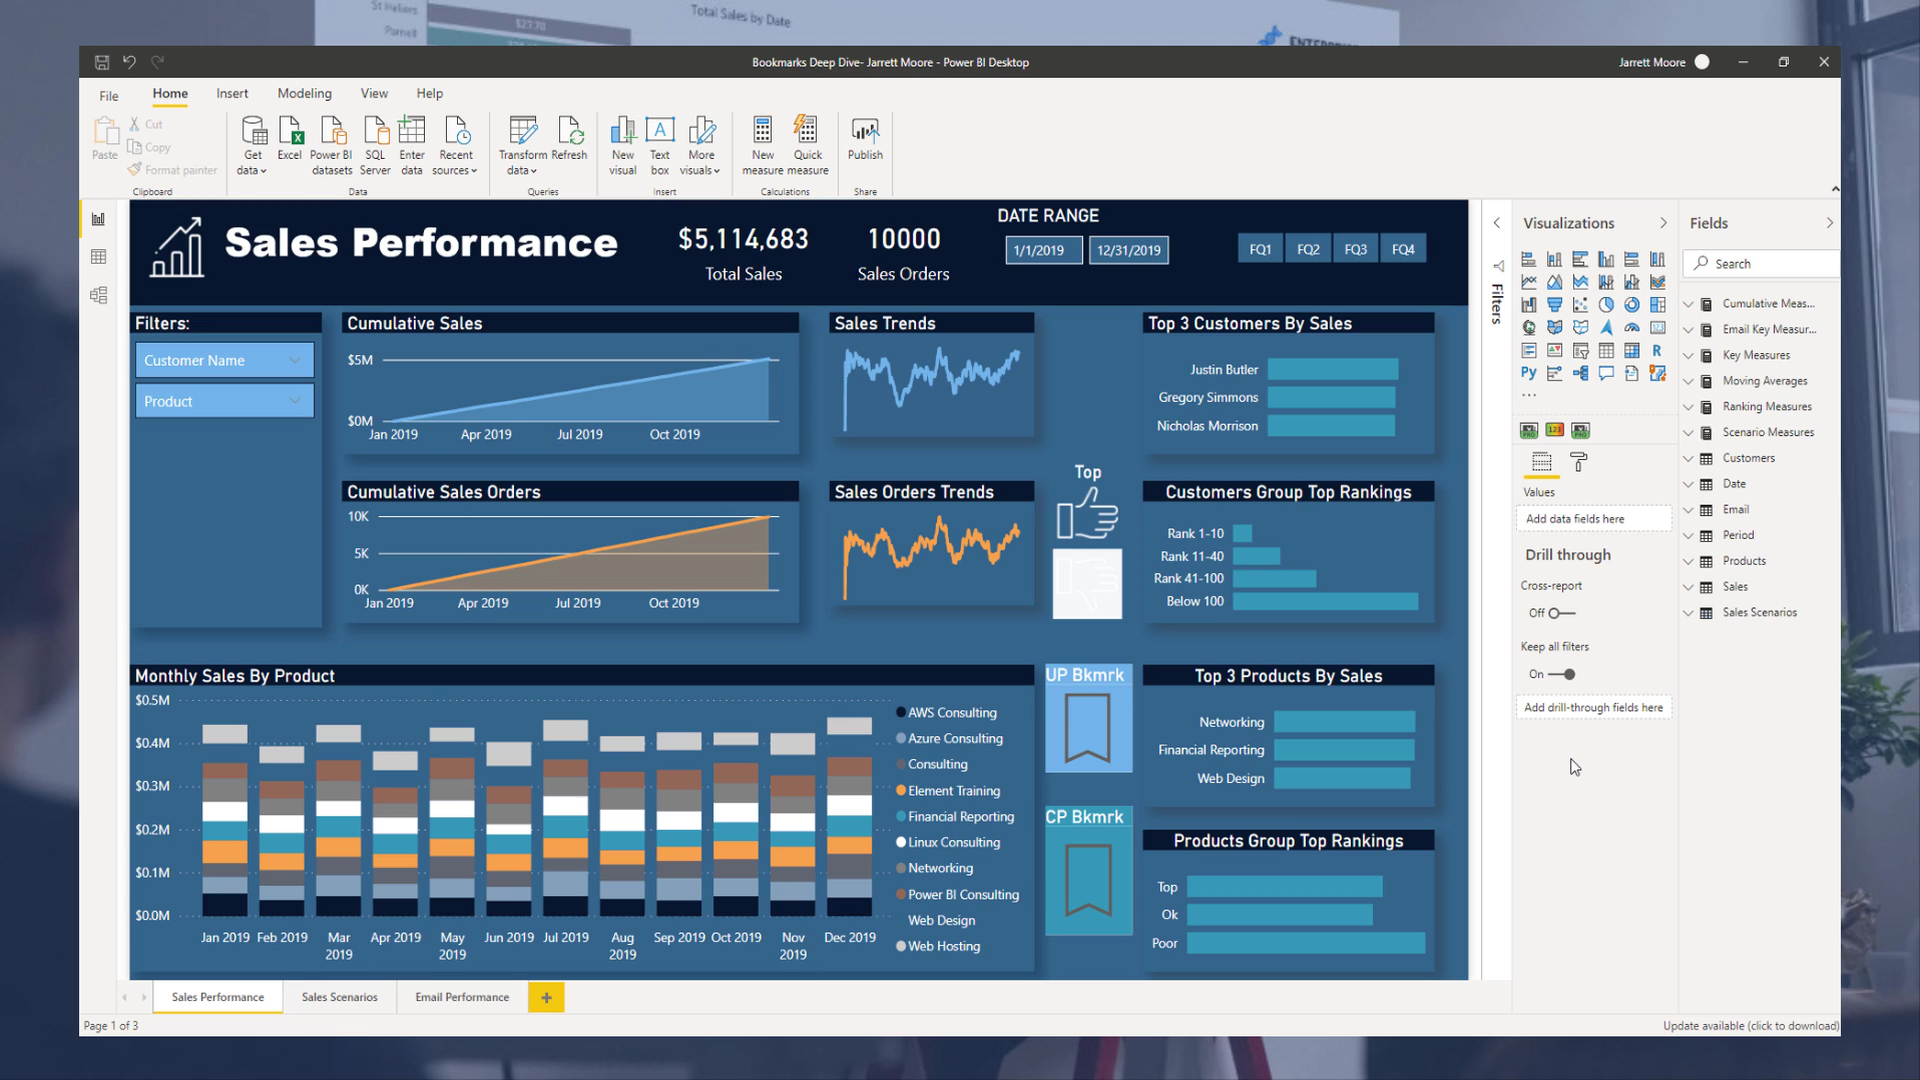 St Heliers
$27.70
Total Sales by Date
Parnell
Bookmarks Deep Dive- Jarrett Moore - Power BI Desktop
Jarrett Moore
File
Home
Insert
Modeling
View
Help
Paste
Cut
Copy
Format painter
Clipboard
Get data
Excel
Power BI datasets
SQL Server
Enter data
Recent sources
Data
Transform data
Refresh
Queries
New visual
Text box
More visuals
Insert
New measure
Quick measure
Calculations
Publish
Share
Sales Performance
$5,114,683
Total Sales
10000
Sales Orders
DATE RANGE
1/1/2019
12/31/2019
FQ1
FQ2
FQ3
FQ4
Filters:
Customer Name
Product
Cumulative Sales
$5M
$0M
Jan 2019
Apr 2019
Jul 2019
Oct 2019
Sales Trends
Top 3 Customers By Sales
Justin Butler
Gregory Simmons
Nicholas Morrison
Cumulative Sales Orders
10K
5K
0K
Jan 2019
Apr 2019
Jul 2019
Oct 2019
Sales Orders Trends
Top
Customers Group Top Rankings
Rank 1-10
Rank 11-40
Rank 41-100
Below 100
Monthly Sales By Product
$0.5M
$0.4M
$0.3M
$0.2M
$0.1M
$0.0M
Jan 2019
Feb 2019
Mar 2019
Apr 2019
May 2019
Jun 2019
Jul 2019
Aug 2019
Sep 2019
Oct 2019
Nov 2019
Dec 2019
AWS Consulting
Azure Consulting
Consulting
Element Training
Financial Reporting
Linux Consulting
Networking
Power BI Consulting
Web Design
Web Hosting
UP Bkmrk
CP Bkmrk
Top 3 Products By Sales
Networking
Financial Reporting
Web Design
Products Group Top Rankings
Top
Ok
Poor
Filters
Visualizations
R
Py
...
PRO
123
PRO
Values
Add data fields here
Drill through
Cross-report
Off
Keep all filters
On
Add drill-through fields here
Fields
Search
Cumulative Meas...
Email Key Measur...
Key Measures
Moving Averages
Ranking Measures
Scenario Measures
Customers
Date
Email
Period
Products
Sales
Sales Scenarios
Sales Performance
Sales Scenarios
Email Performance
+
Page 1 of 3
Update available (click to download)